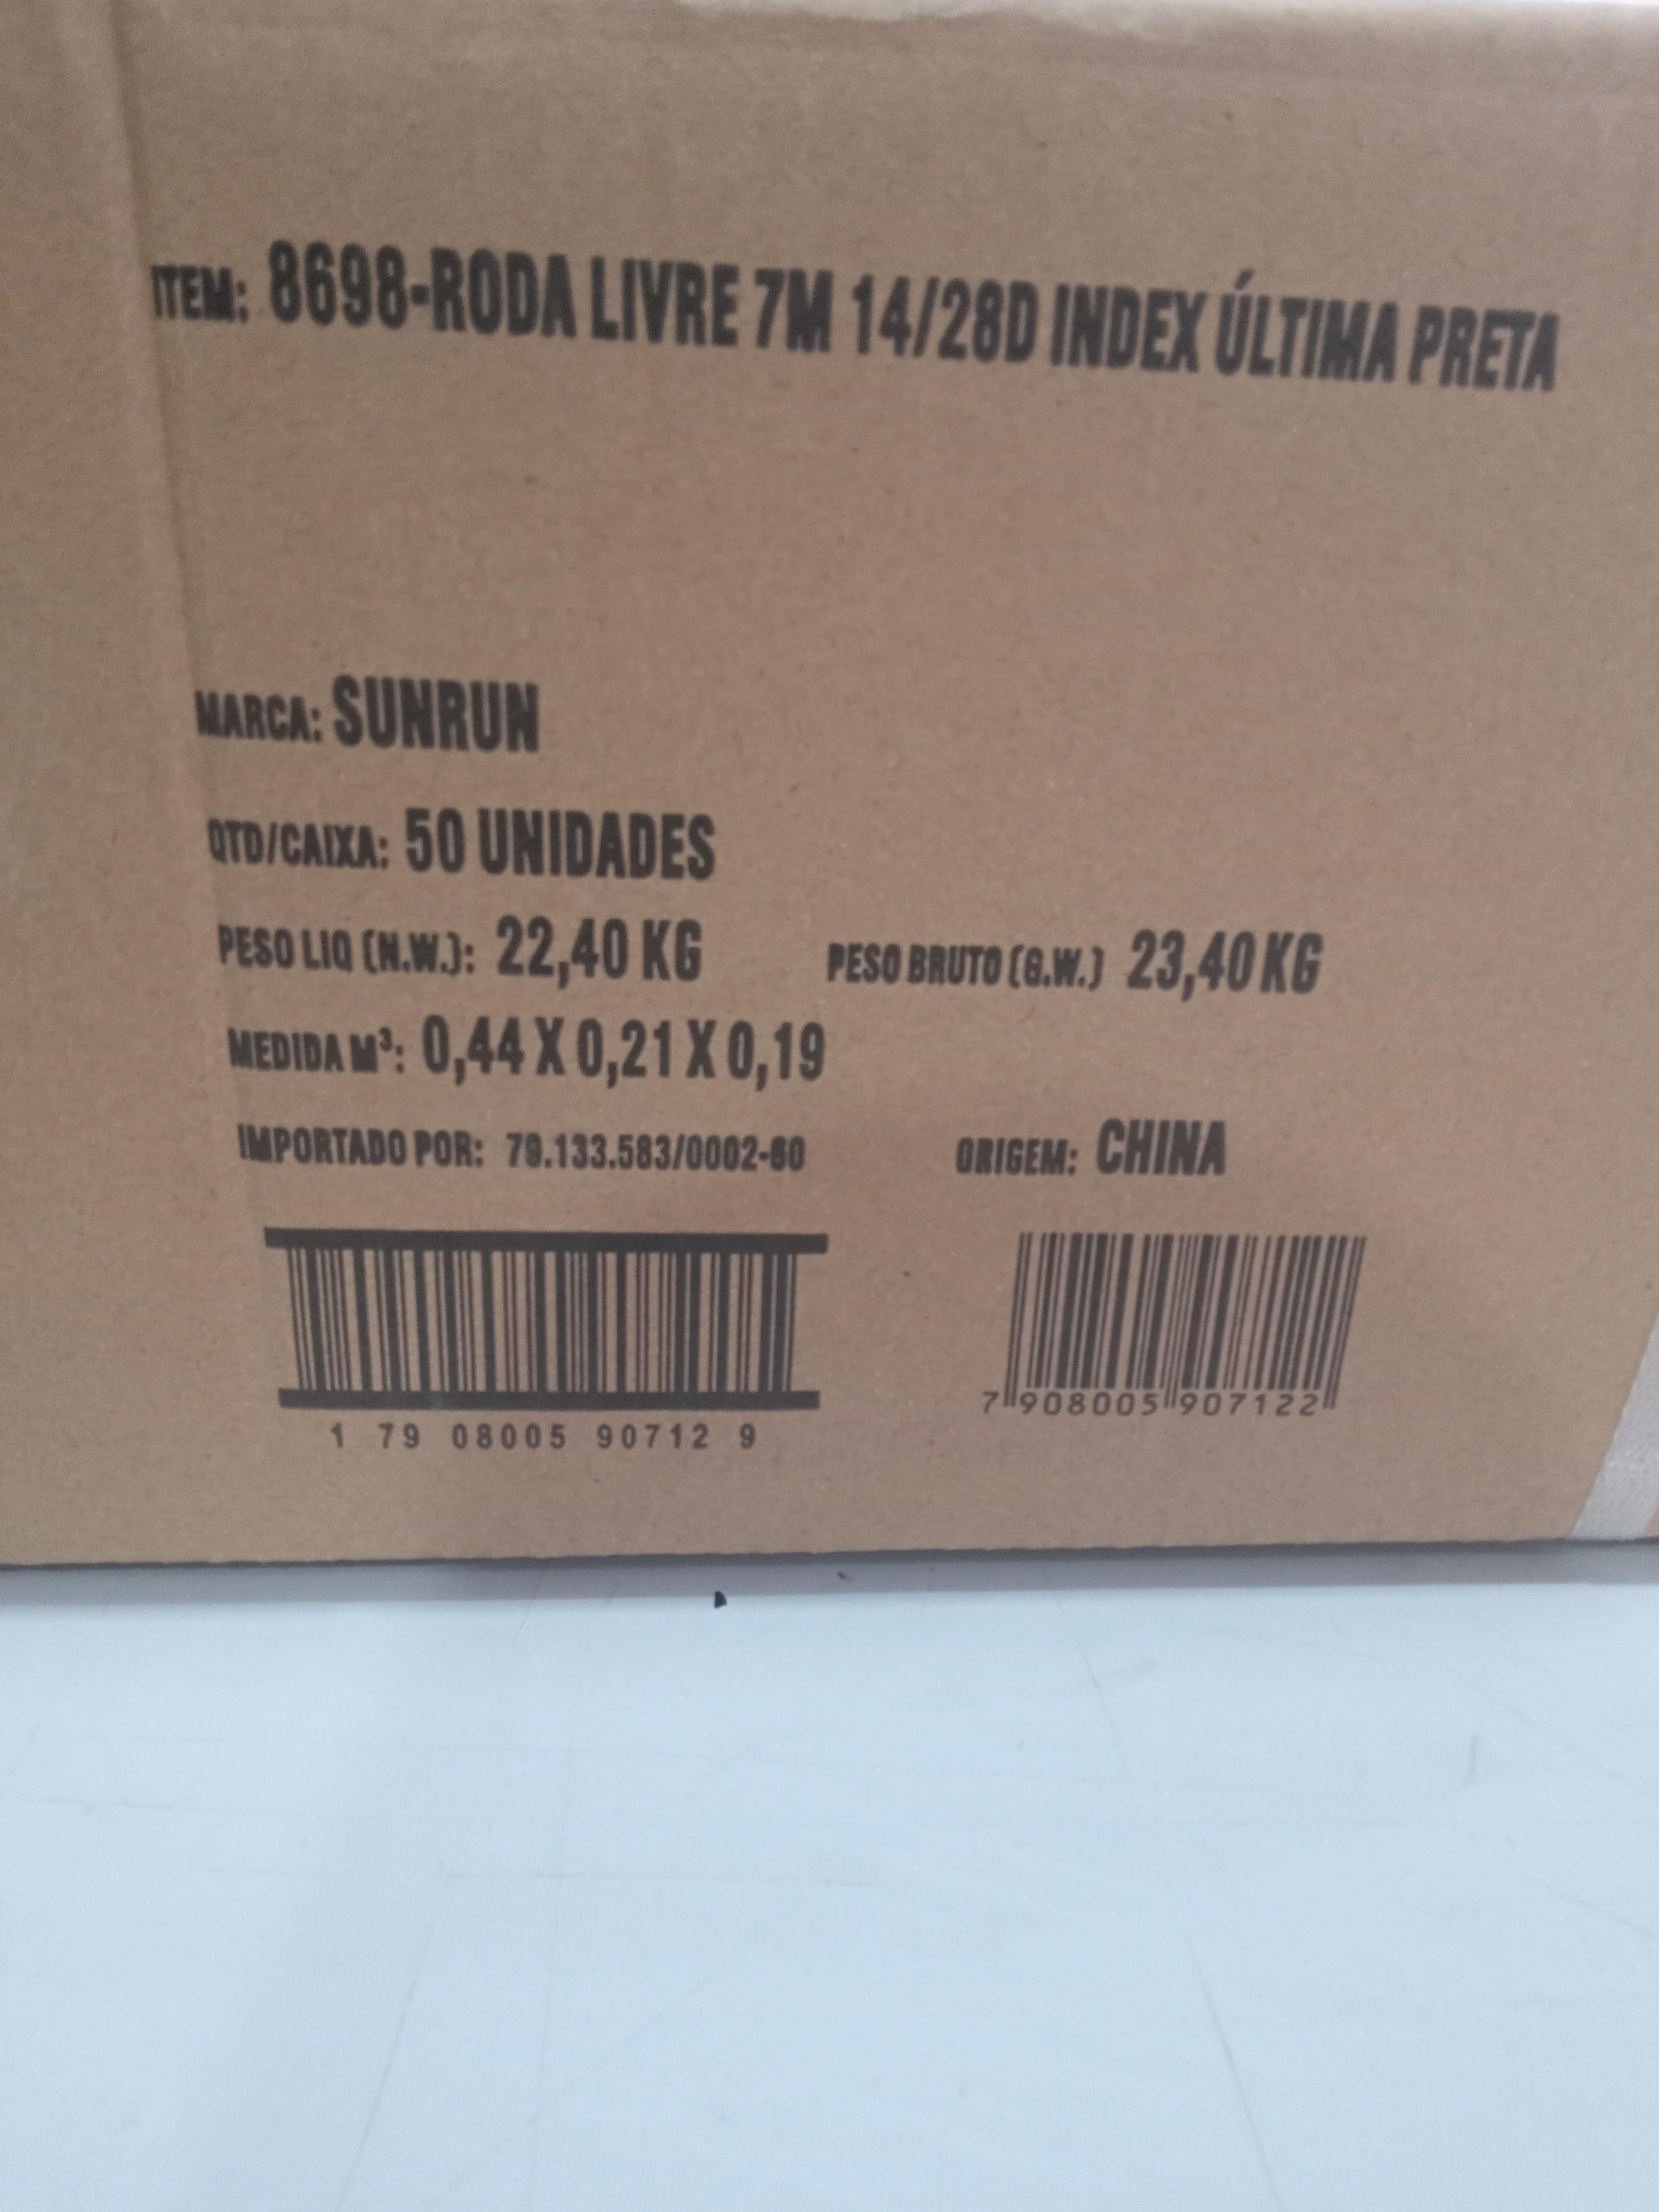 ITEM: 8698-RODA LIVRE 7M 14/28D INDEX ÚLTIMA PRETA
MARCA: SUNRUN
QTD/CAIXA: 50 UNIDADES
PESO LIQ (N.W.): 22,40 KG PESO BRUTO (G.W.) 23,40 KG
MEDIDA M³: 0,44 X 0,21 X 0,19
IMPORTADO POR: 79.133.583/0002-60 ORIGEM: CHINA
1 79 08005 90712 9 7 908005 907122